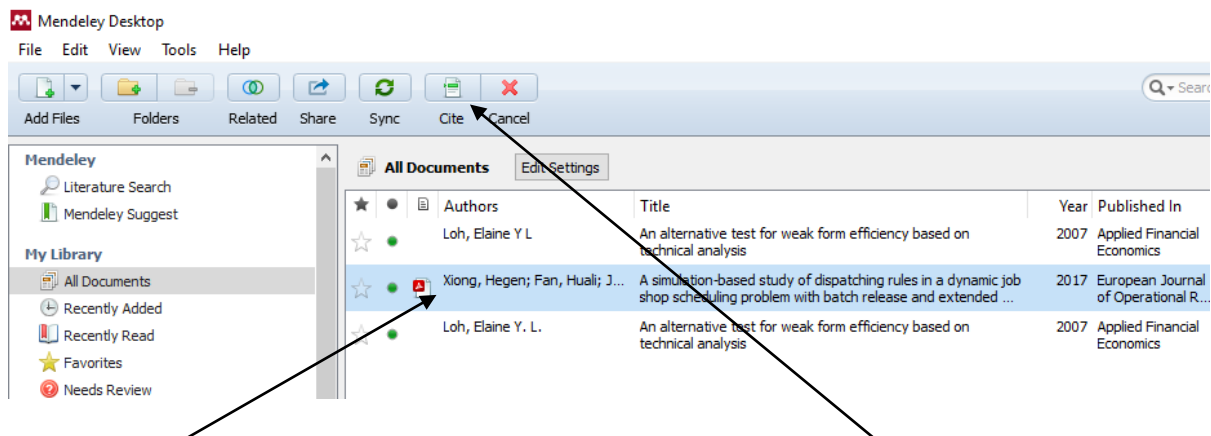 Mendeley Desktop
File Edit View Tools Help
Add Files Folders Related Share Sync Cite Cancel
Mendeley
Literature Search
Mendeley Suggest
My Library
All Documents
Recently Added
Recently Read
Favorites
Needs Review
All Documents Edit Settings
Authors Title Year Published In
Loh, Elaine Y L An alternative test for weak form efficiency based on 2007 Applied Financial
technical analysis Economics
Xiong, Hegen; Fan, Huali; J... A simulation-based study of dispatching rules in a dynamic job 2017 European Journal
shop scheduling problem with batch release and extended ... of Operational R...
Loh, Elaine Y. L. An alternative test for weak form efficiency based on 2007 Applied Financial
technical analysis Economics